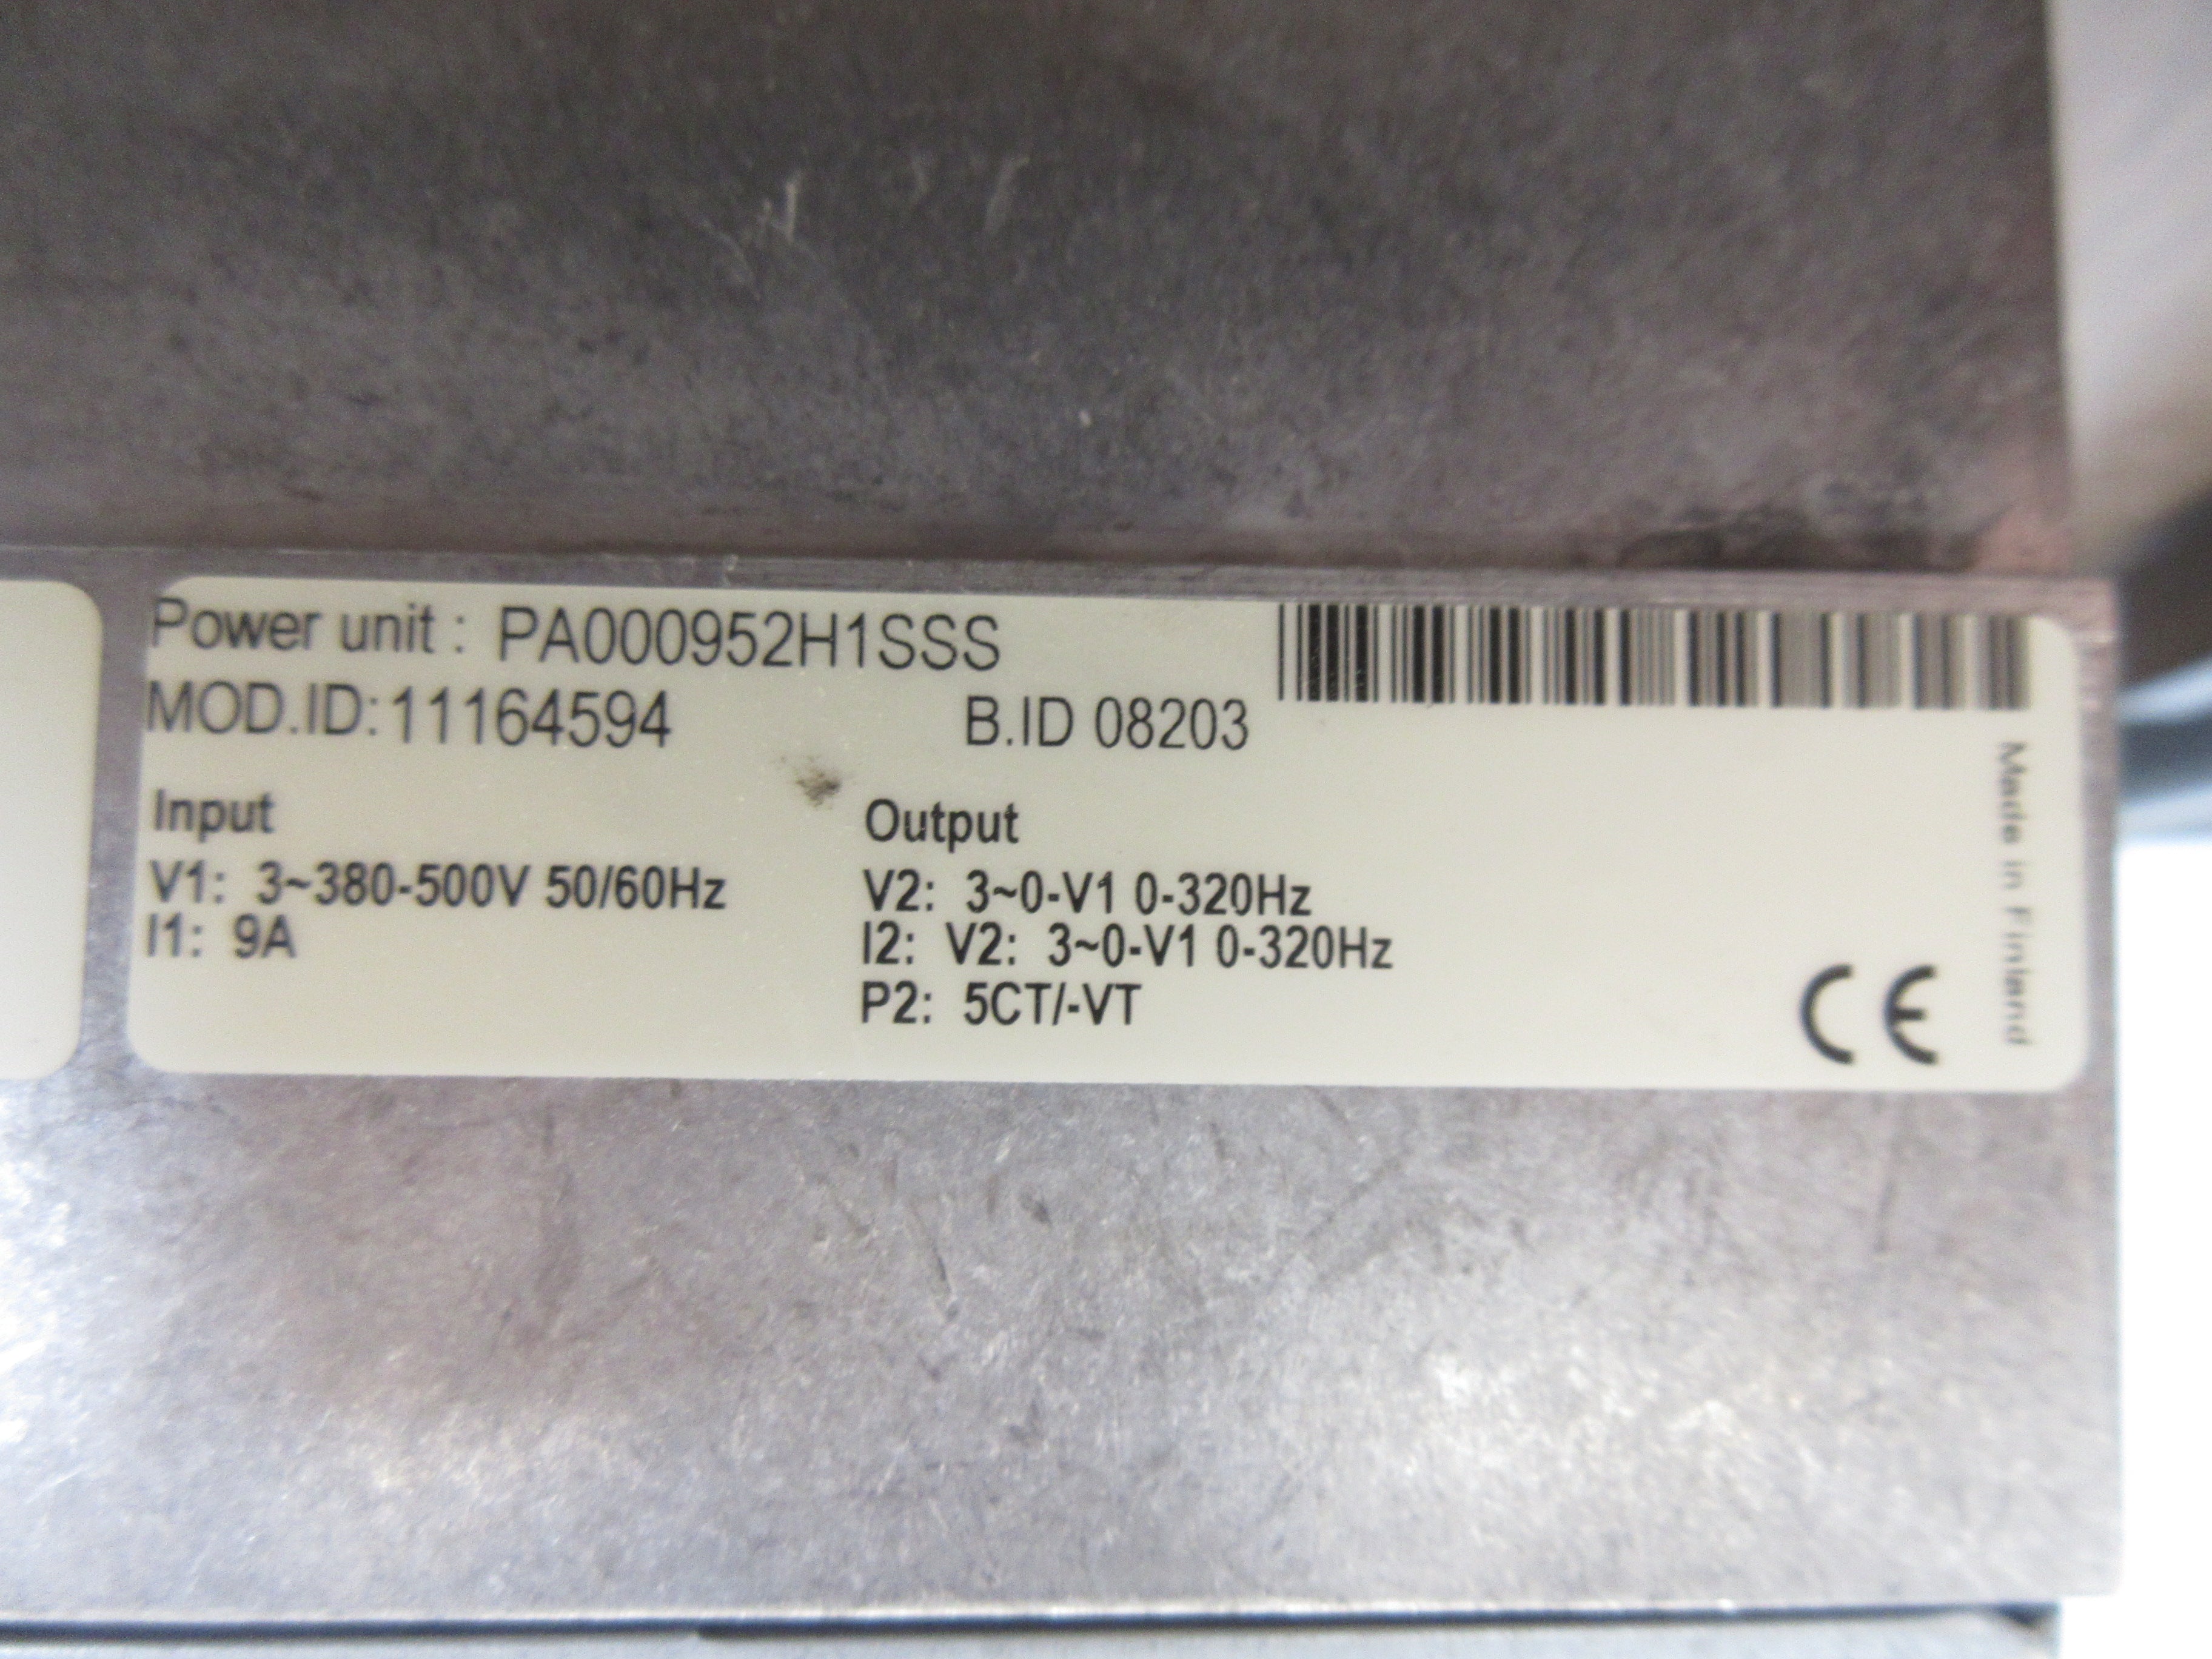 Power unit : PA000952H1SSS
MOD.ID: 11164594 B.ID 08203
Input
V1: 3~380-500V 50/60Hz
I1: 9A
Output
V2: 3~0-V1 0-320Hz
I2: V2: 3~0-V1 0-320Hz
P2: 5CT/-VT
CE
Made in Finland